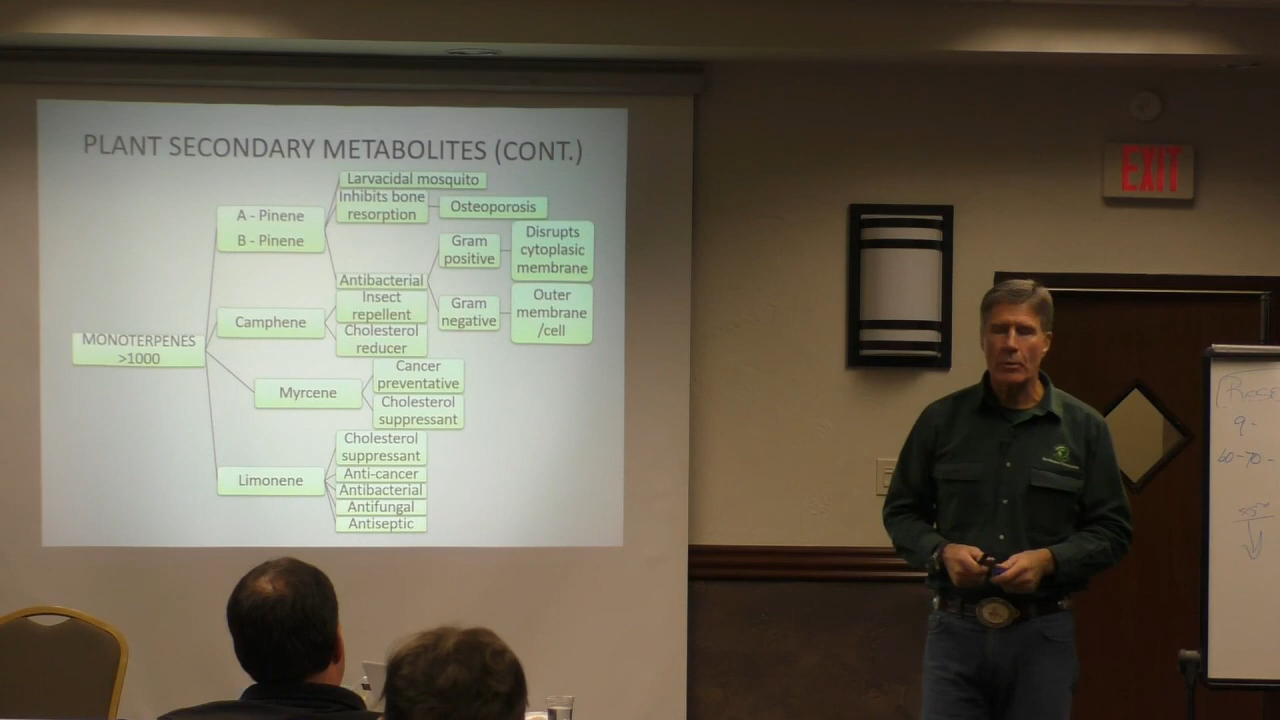 PLANT SECONDARY METABOLITES (CONT.)
MONOTERPENES
>1000
A - Pinene
B - Pinene
Larvacidal mosquito
Inhibits bone
resorption
Osteoporosis
Antibacterial
Gram
positive
Disrupts
cytoplasic
membrane
Gram
negative
Outer
membrane
/cell
Camphene
Insect
repellent
Cholesterol
reducer
Myrcene
Cancer
preventative
Cholesterol
suppressant
Limonene
Cholesterol
suppressant
Anti-cancer
Antibacterial
Antifungal
Antiseptic
EXIT
9-
60-70-